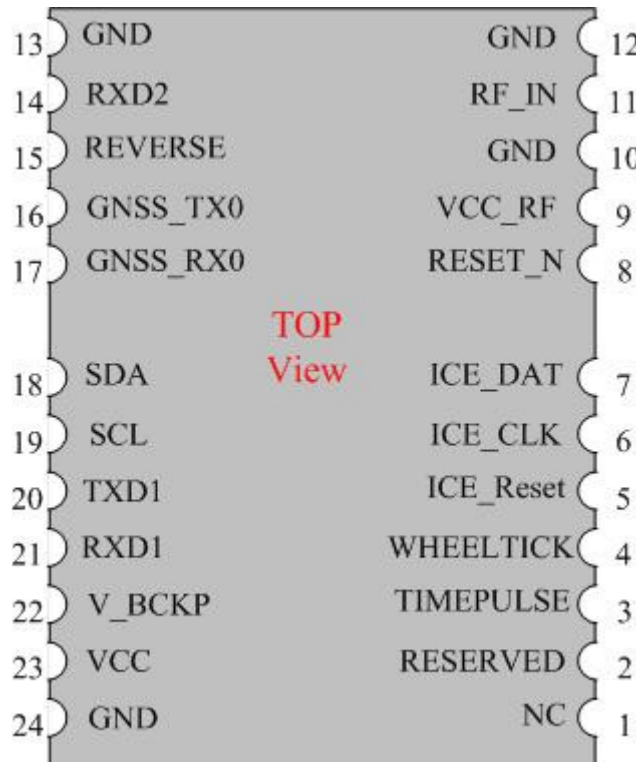 13 GND GND 12
14 RXD2 RF_IN 11
15 REVERSE GND 10
16 GNSS_TX0 VCC_RF 9
17 GNSS_RX0 RESET_N 8
TOP
View
18 SDA ICE_DAT 7
19 SCL ICE_CLK 6
20 TXD1 ICE_Reset 5
21 RXD1 WHEELTICK 4
22 V_BCKP TIMEPULSE 3
23 VCC RESERVED 2
24 GND NC 1